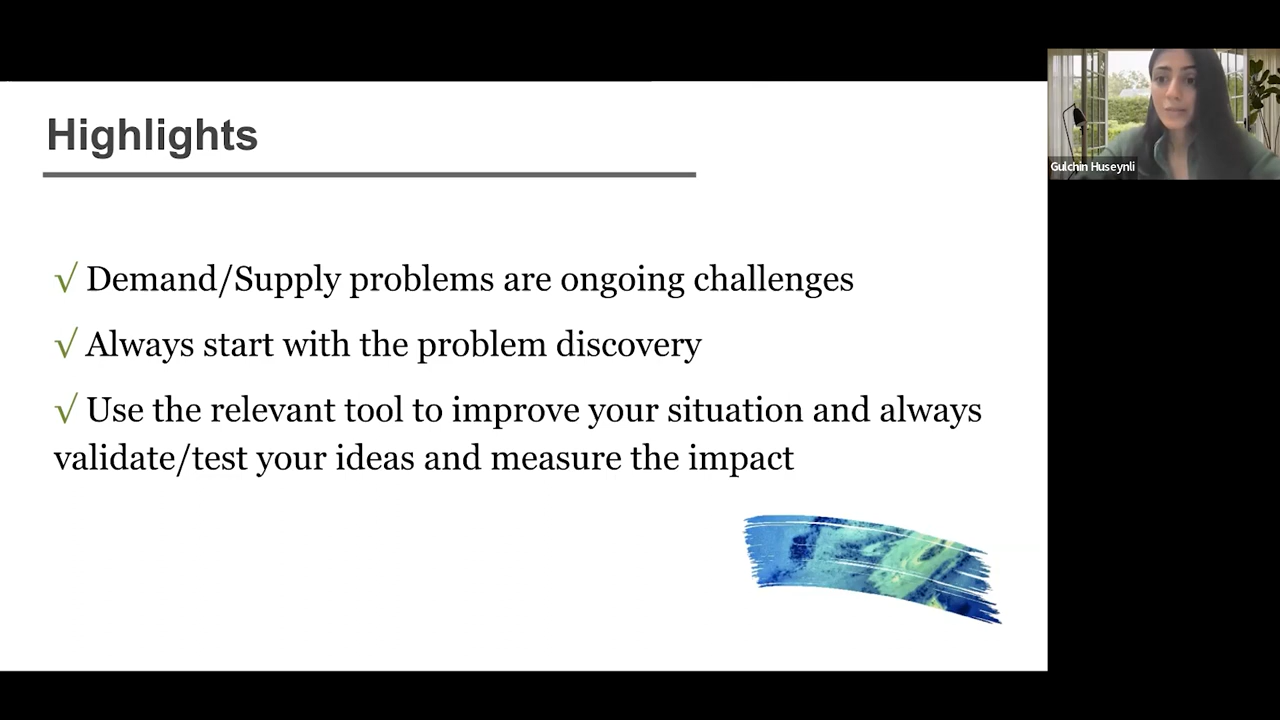 Highlights
√ Demand/Supply problems are ongoing challenges
√ Always start with the problem discovery
√ Use the relevant tool to improve your situation and always
validate/test your ideas and measure the impact
Gulchin Huseynli